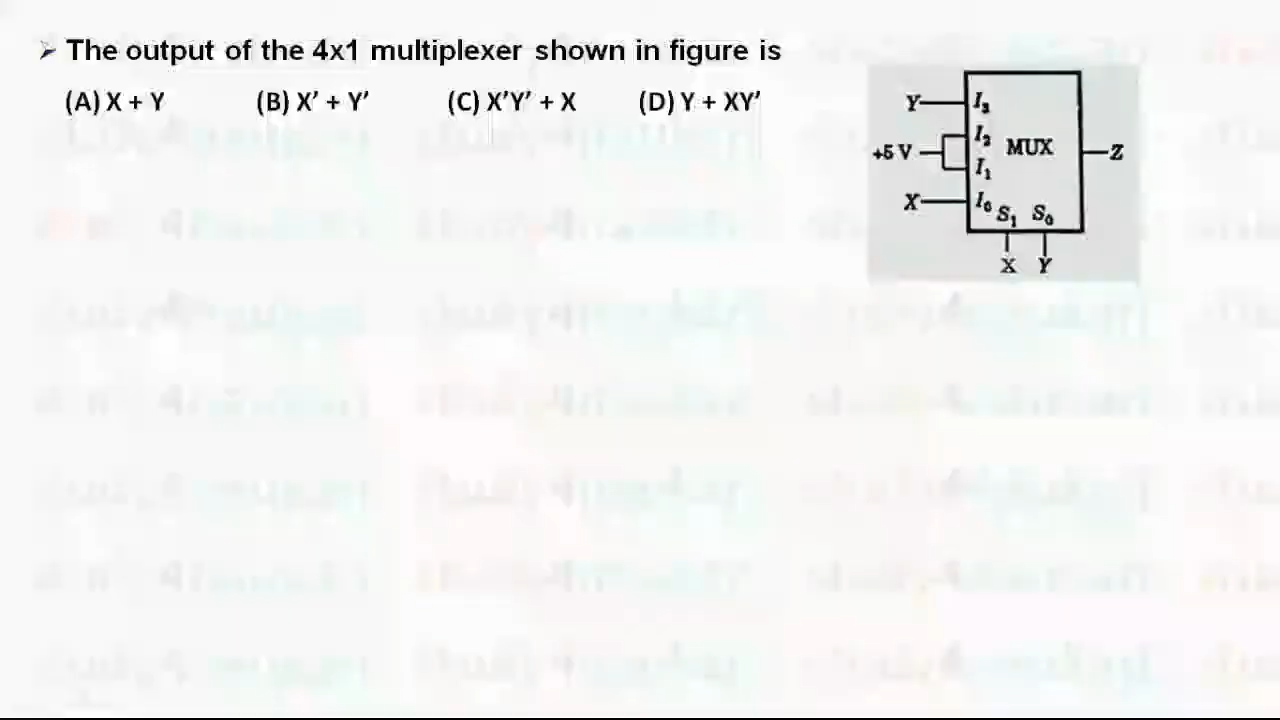 ➢ The output of the 4x1 multiplexer shown in figure is
(A) X + Y (B) X′ + Y′ (C) X′Y′ + X (D) Y + XY′
Y I₃
+5 V I₂ MUX Z
I₁
X I₀ S₁ S₀
X Y